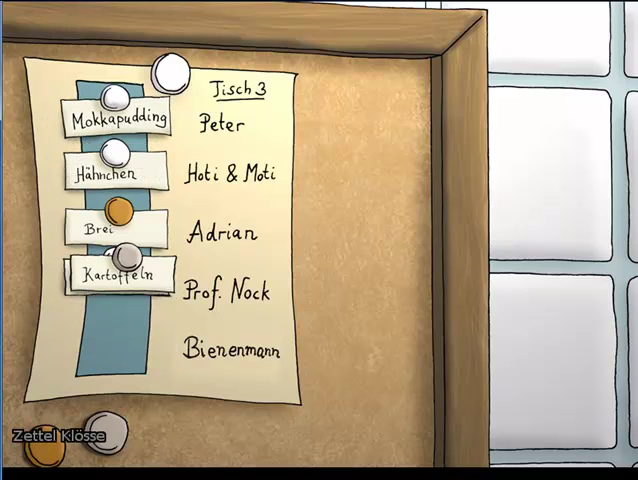 Tisch 3
Mokkapudding Peter
Hähnchen Hoti & Moti
Brei Adrian
Kartoffeln Prof. Nock
Bienenmann
Zettel Klösse